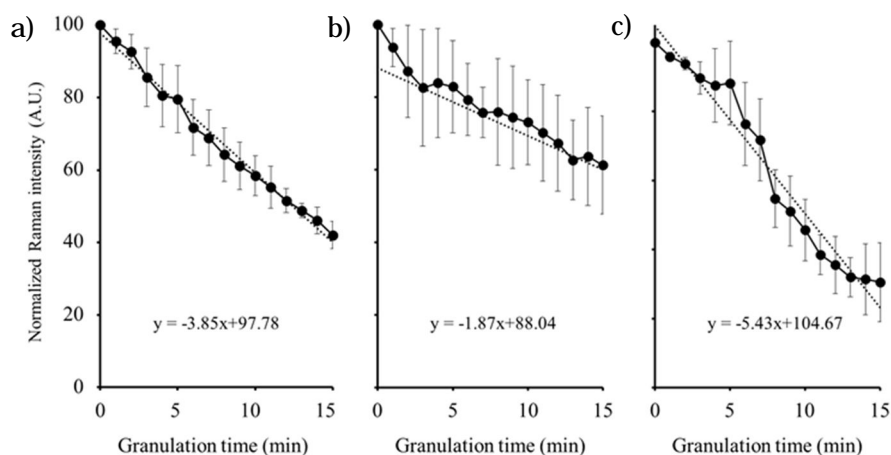 a)
b)
c)
Normalized Raman intensity (A.U.)
100
80
60
40
20
0
y = -3.85x+97.78
y = -1.87x+88.04
y = -5.43x+104.67
0 5 10 15
0 5 10 15
0 5 10 15
Granulation time (min)
Granulation time (min)
Granulation time (min)